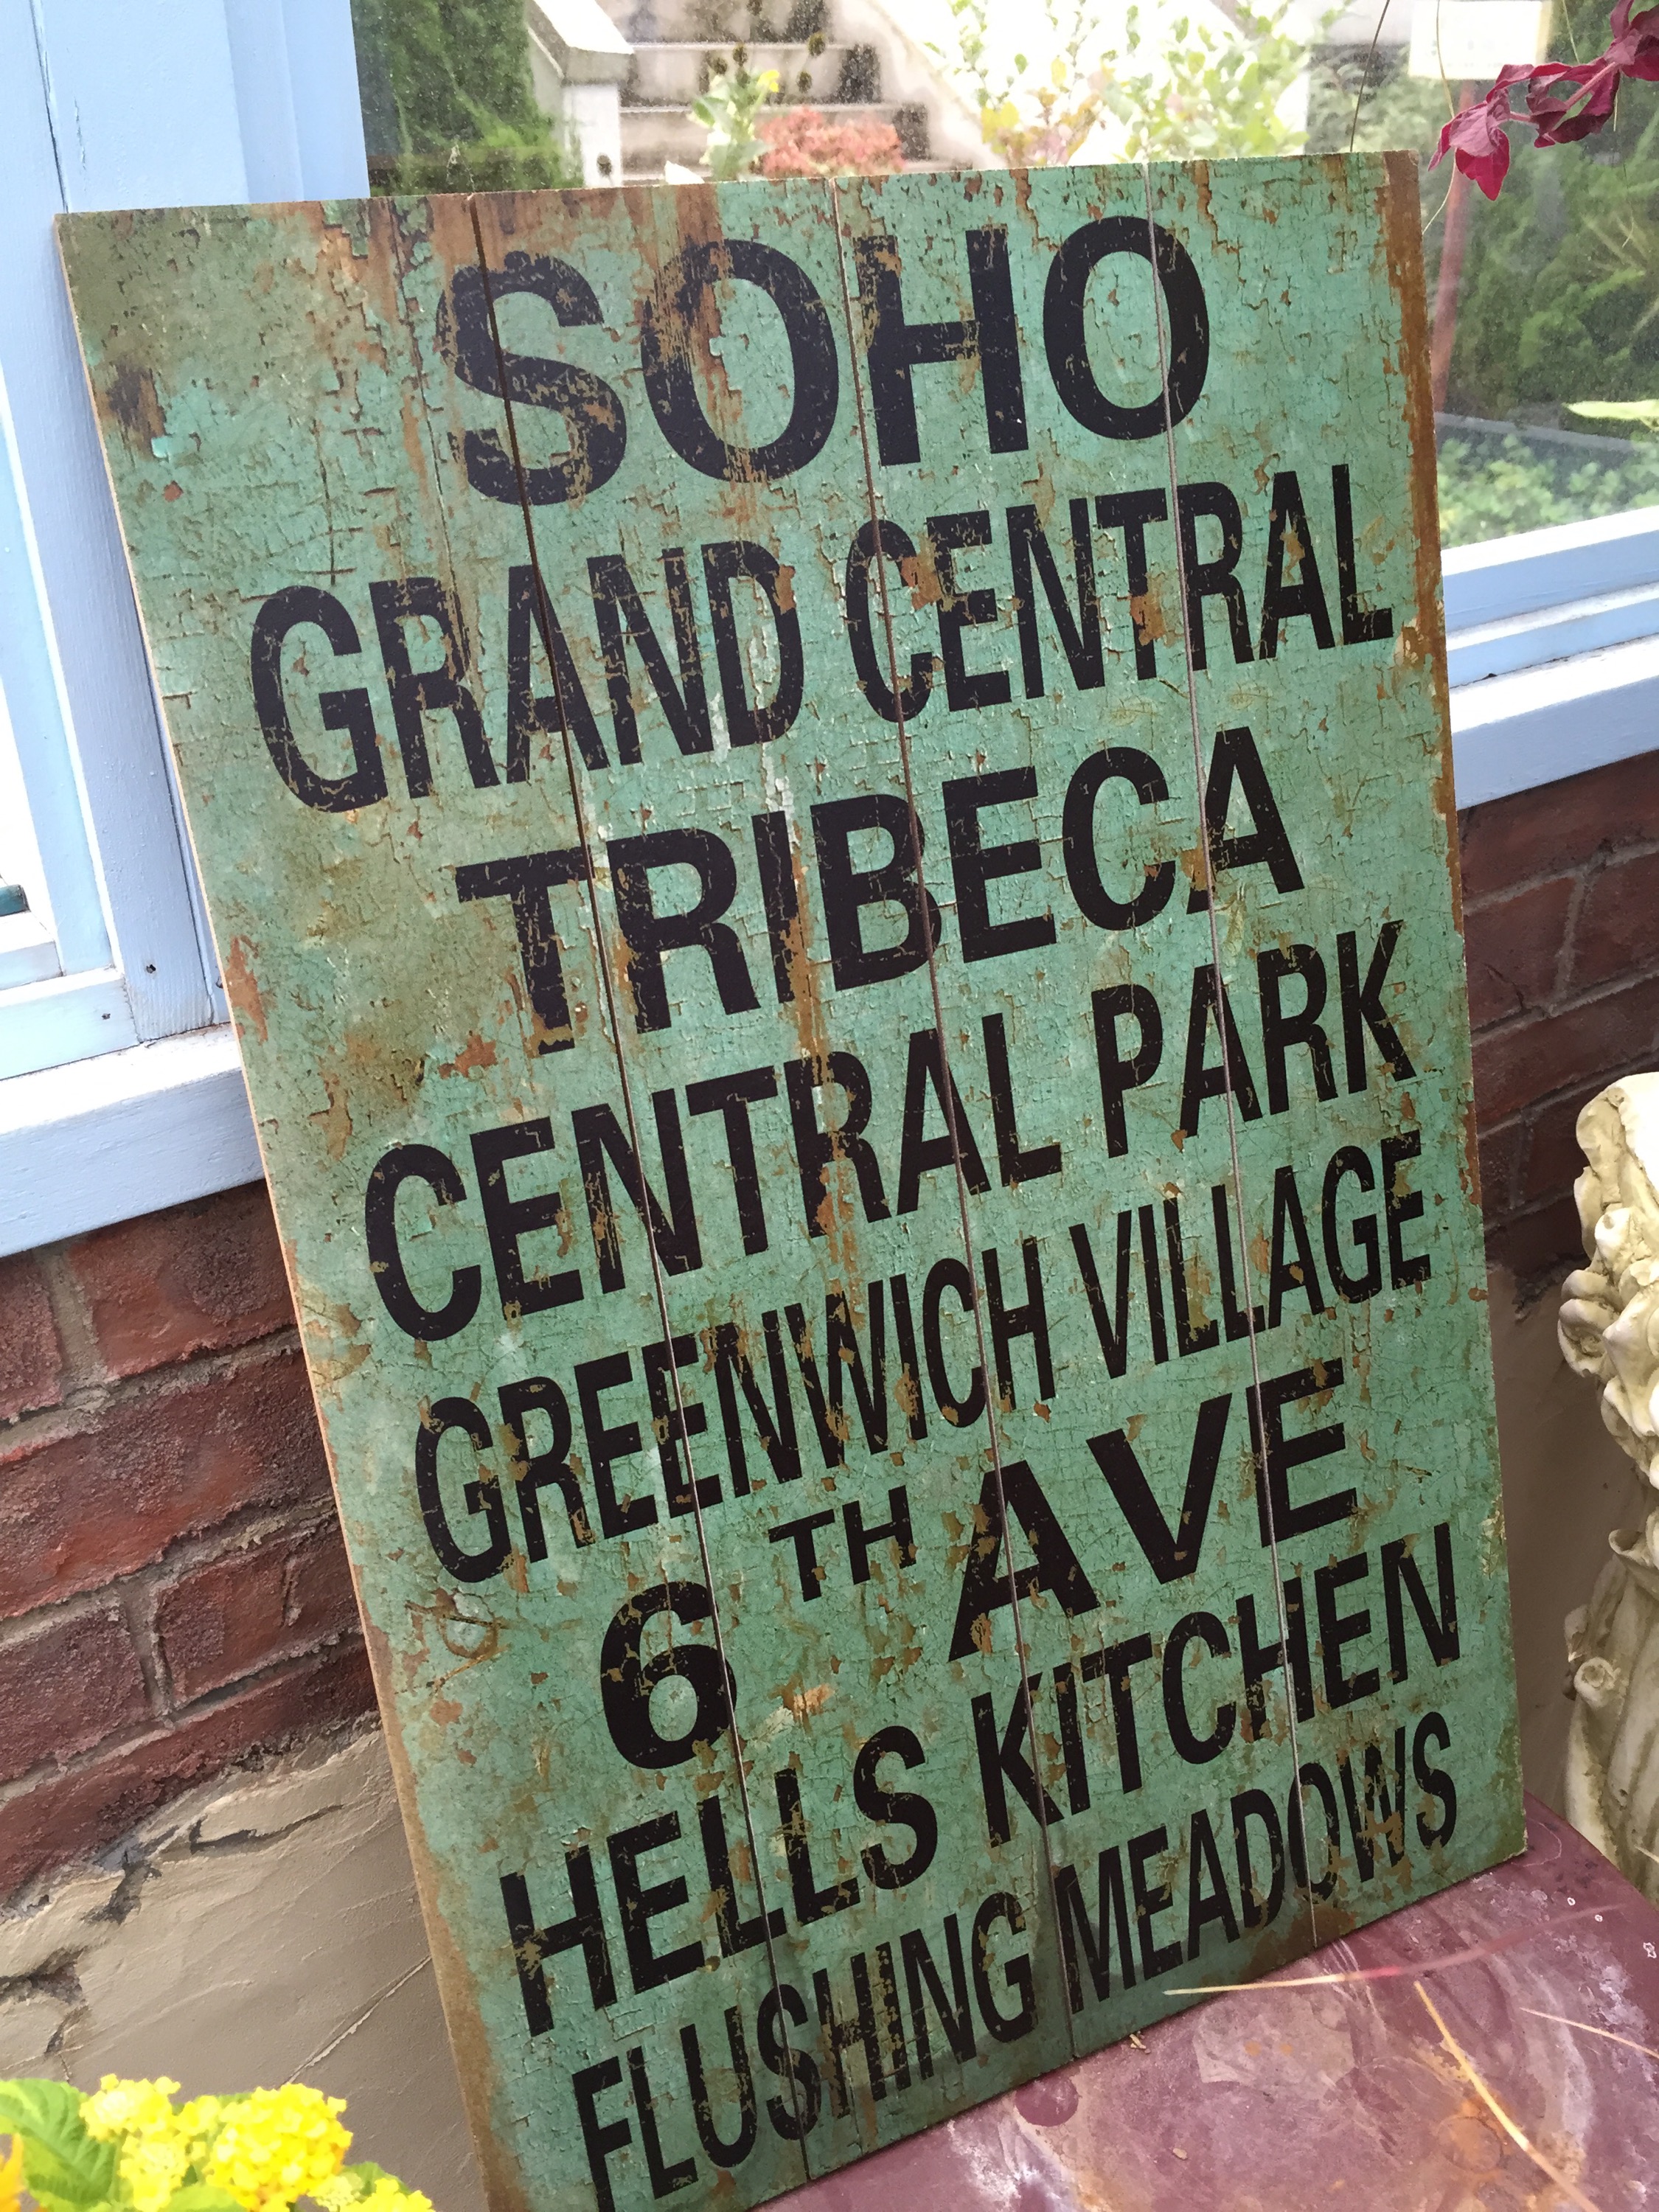 SOHO
GRAND CENTRAL
TRIBECA
CENTRAL PARK
GREENWICH VILLAGE
6TH AVE
HELLS KITCHEN
FLUSHING MEADOWS